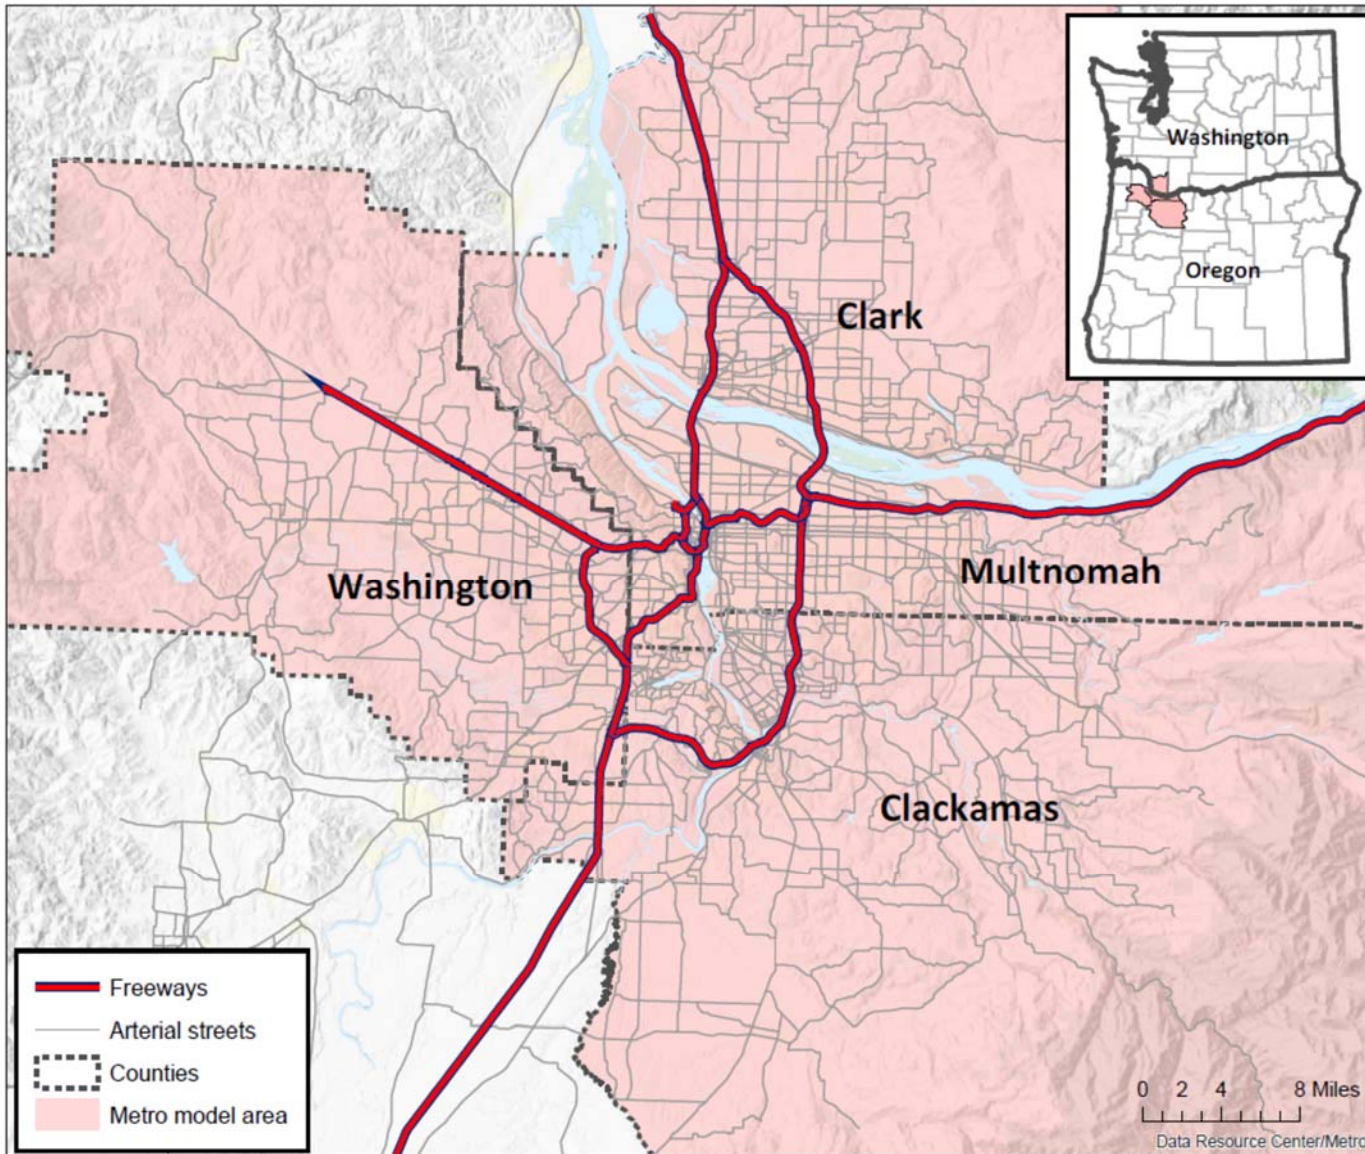 Washington
Oregon
Clark
Washington
Multnomah
Clackamas
Freeways
Arterial streets
Counties
Metro model area
0 2 4 8 Miles
Data Resource Center/Metro